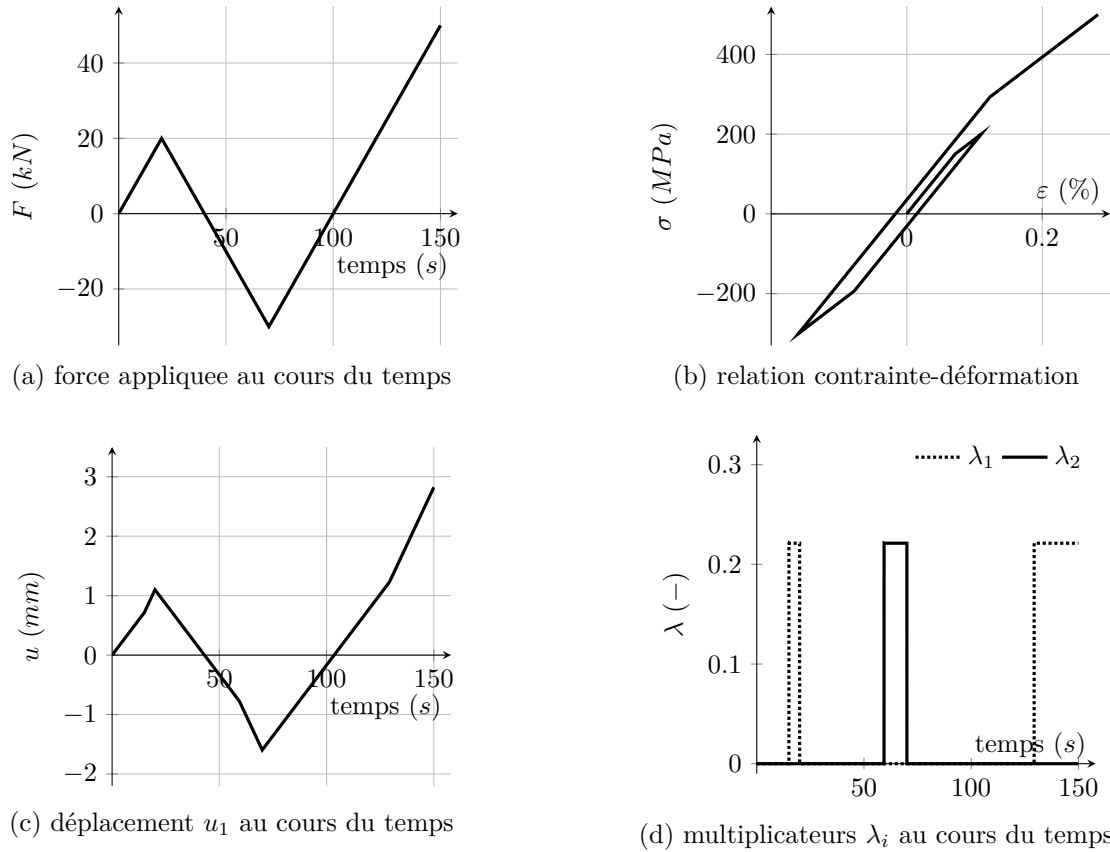 40
20
0
−20
50
100
150
F (kN)
temps (s)
(a) force appliquee au cours du temps
400
200
0
−200
0
0.2
σ (MPa)
ε (%)
(b) relation contrainte-déformation
3
2
1
0
−1
−2
50
100
150
u (mm)
temps (s)
(c) déplacement u₁ au cours du temps
λ₁
λ₂
0.3
0.2
0.1
0
50
100
150
λ (−)
temps (s)
(d) multiplicateurs λᵢ au cours du temps